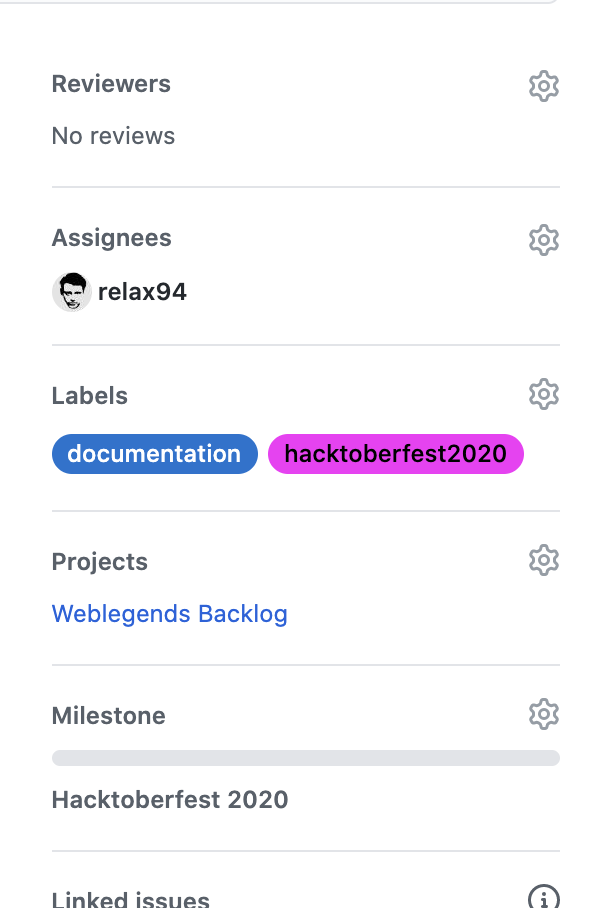 Reviewers
No reviews
Assignees
relax94
Labels
documentation hacktoberfest2020
Projects
Weblegends Backlog
Milestone
Hacktoberfest 2020
Linked issues